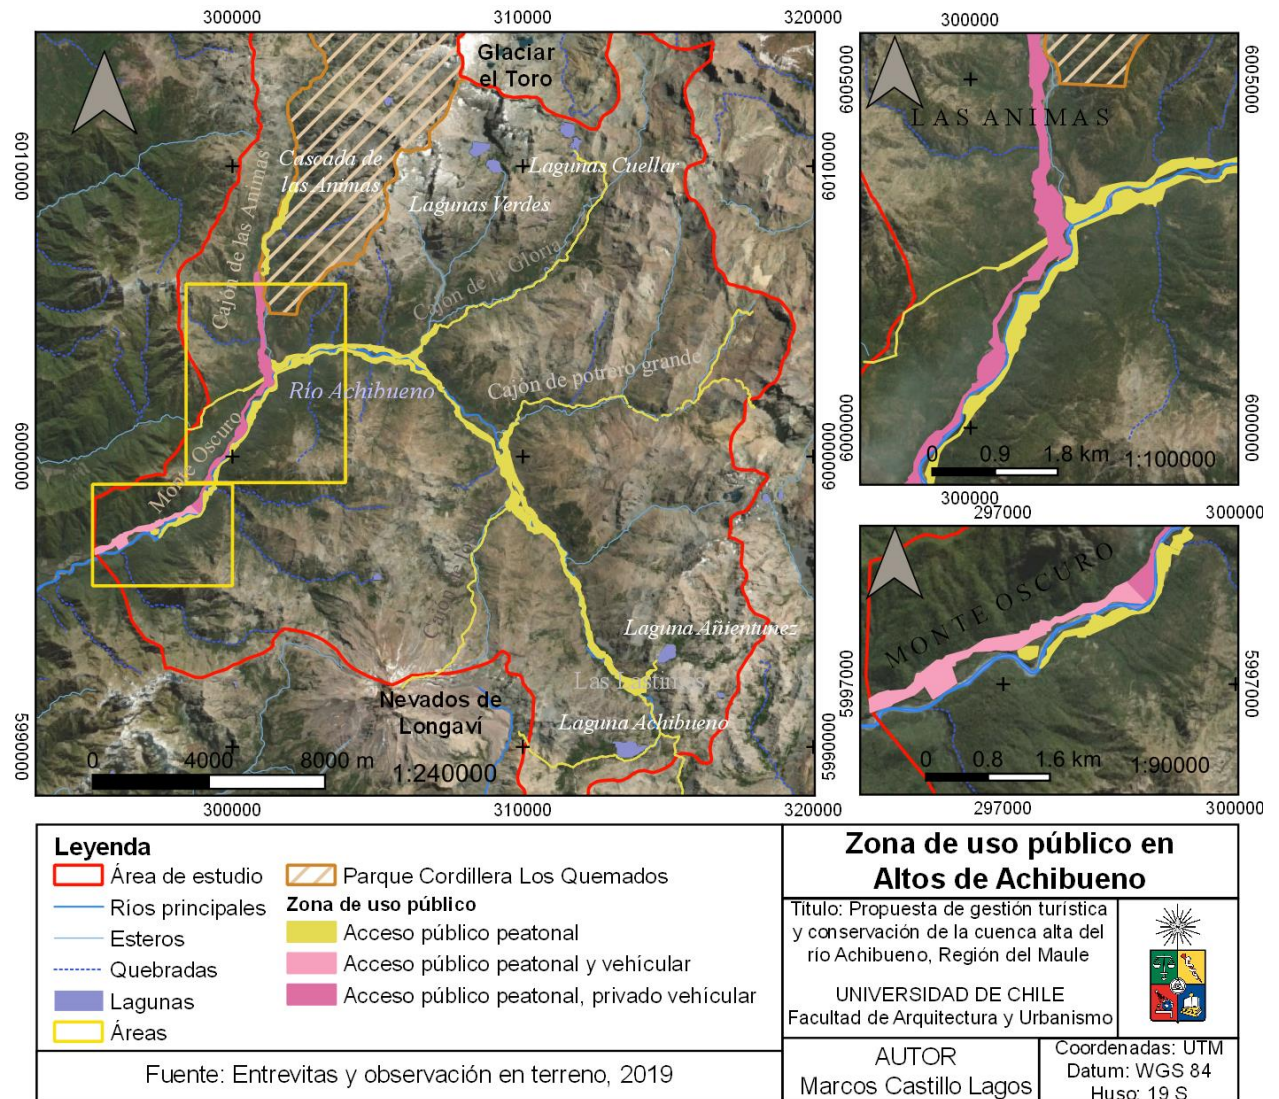 300000
310000
320000
6010000
6000000
5990000
6010000
6000000
5990000
Glaciar
el Toro
Cascada de
las Animas
Lagunas Cuellar
Lagunas Verdes
Cajón de las Animas
Cajón de la Gloria
Río Achibueno
Cajón de potrero grande
Monte Oscuro
Laguna Añientunez
Las Lastimas
Nevados de
Longaví
Laguna Achibueno
0 4000 8000 m
1:240000
300000
310000
320000
300000
6005000
6000000
6005000
6000000
LAS ANIMAS
0 0.9 1.8 km
1:100000
300000
297000
300000
5997000
5997000
MONTE OSCURO
0 0.8 1.6 km
1:90000
297000
300000
Leyenda
Área de estudio
Ríos principales
Esteros
Quebradas
Lagunas
Áreas
Parque Cordillera Los Quemados
Zona de uso público
Acceso público peatonal
Acceso público peatonal y vehícular
Acceso público peatonal, privado vehícular
Fuente: Entrevitas y observación en terreno, 2019
Zona de uso público en
Altos de Achibueno
Titulo: Propuesta de gestión turística
y conservación de la cuenca alta del
río Achibueno, Región del Maule
UNIVERSIDAD DE CHILE
Facultad de Arquitectura y Urbanismo
AUTOR
Marcos Castillo Lagos
Coordenadas: UTM
Datum: WGS 84
Huso: 19 S